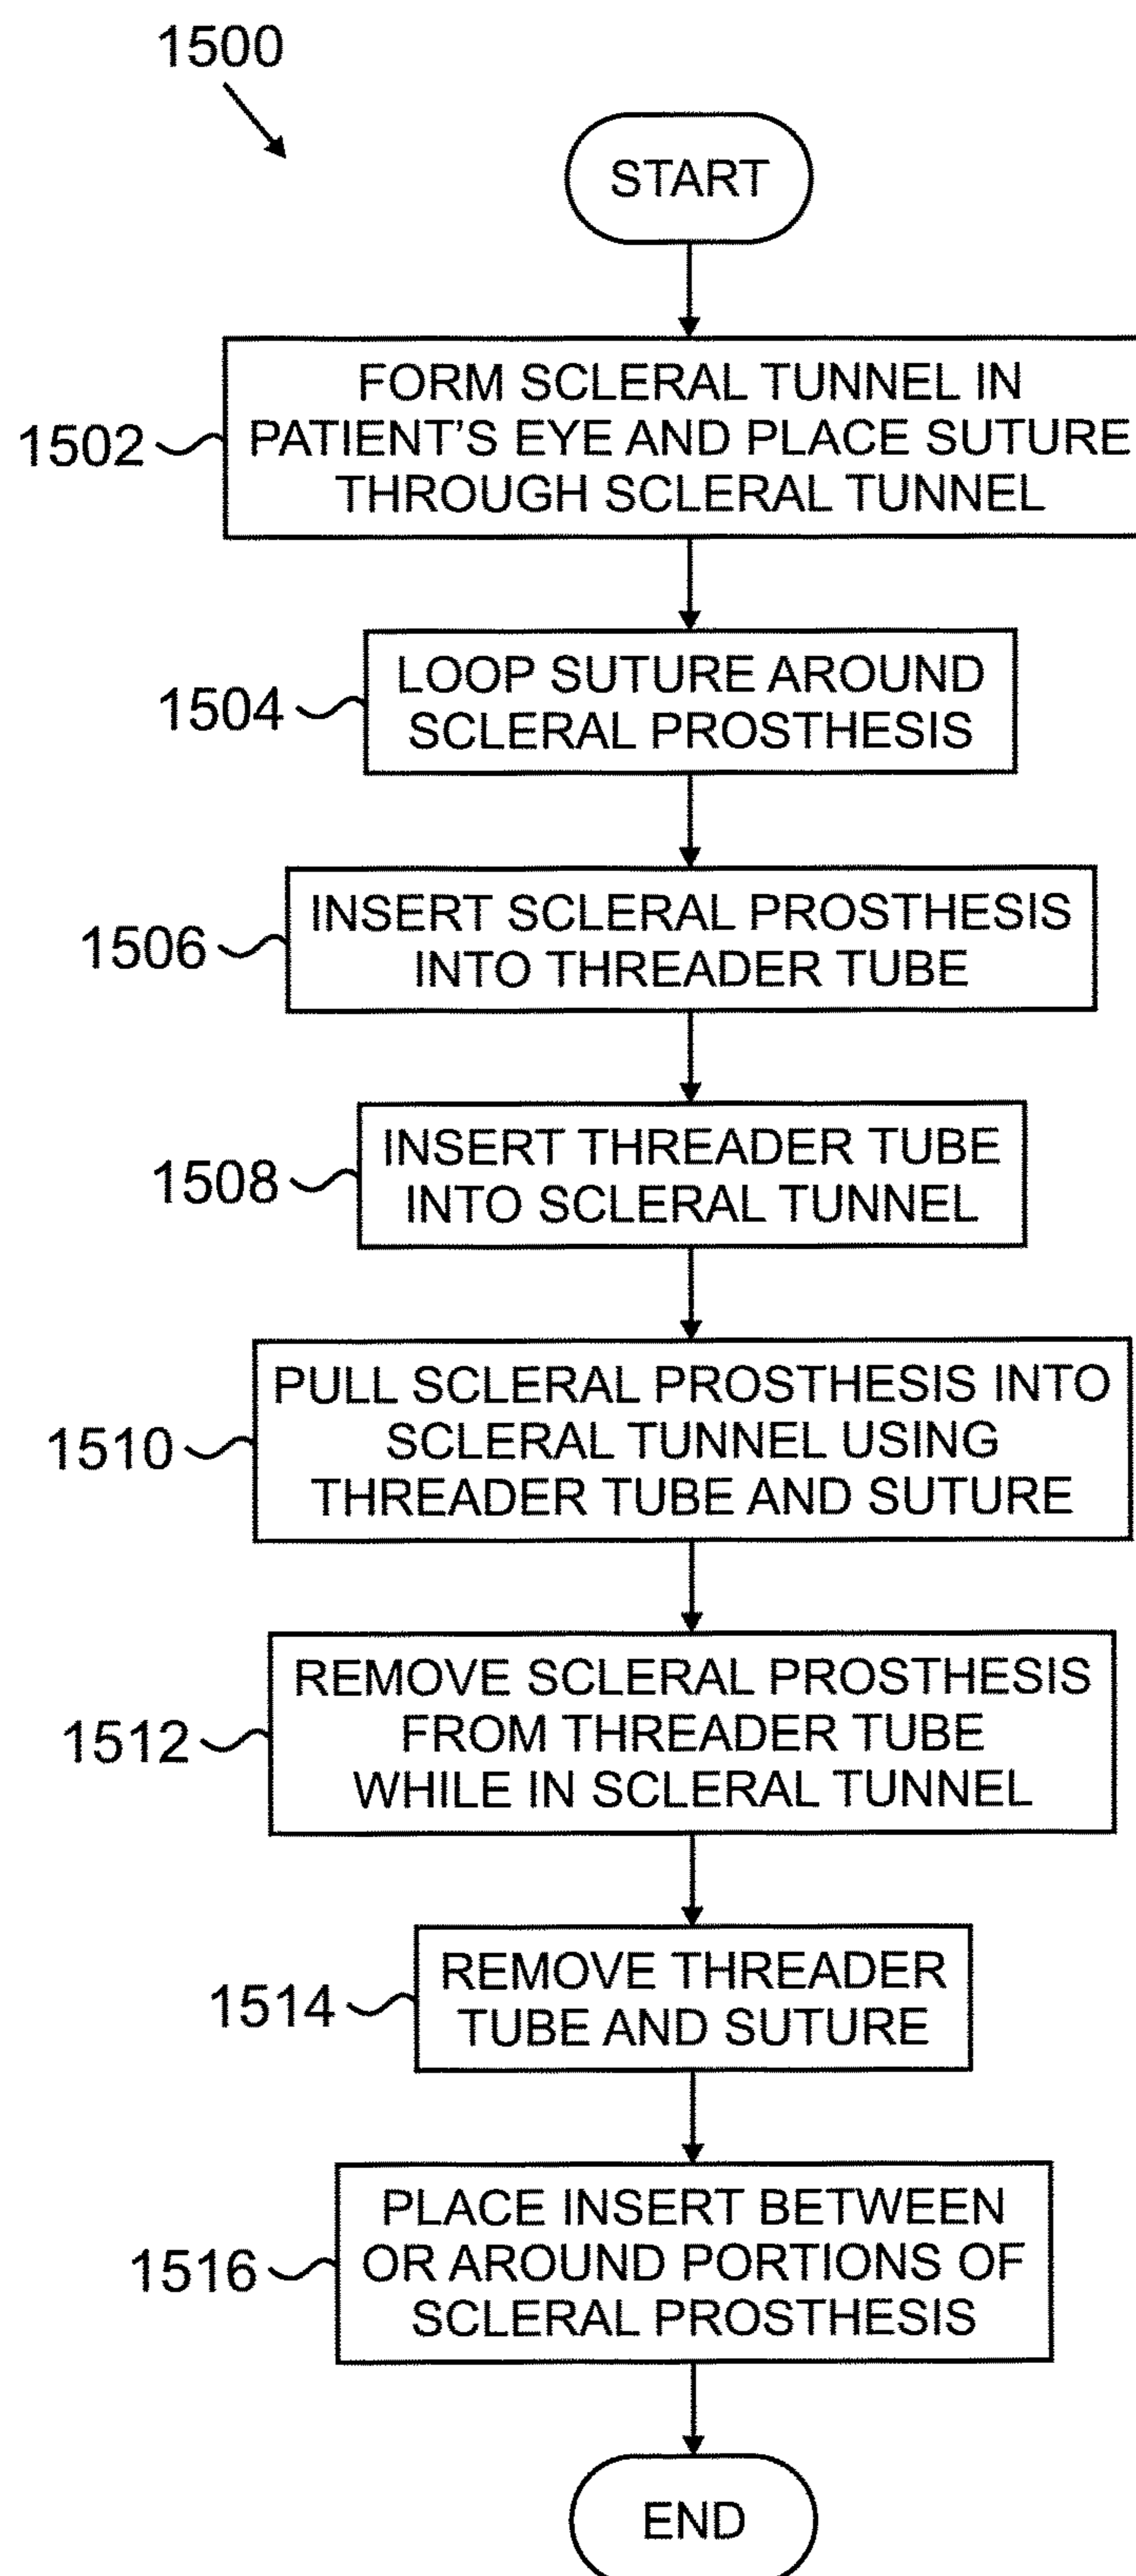 1500
START
1502
FORM SCLERAL TUNNEL IN
PATIENT'S EYE AND PLACE SUTURE
THROUGH SCLERAL TUNNEL
1504
LOOP SUTURE AROUND
SCLERAL PROSTHESIS
1506
INSERT SCLERAL PROSTHESIS
INTO THREADER TUBE
1508
INSERT THREADER TUBE
INTO SCLERAL TUNNEL
1510
PULL SCLERAL PROSTHESIS INTO
SCLERAL TUNNEL USING
THREADER TUBE AND SUTURE
1512
REMOVE SCLERAL PROSTHESIS
FROM THREADER TUBE
WHILE IN SCLERAL TUNNEL
1514
REMOVE THREADER
TUBE AND SUTURE
1516
PLACE INSERT BETWEEN
OR AROUND PORTIONS OF
SCLERAL PROSTHESIS
END